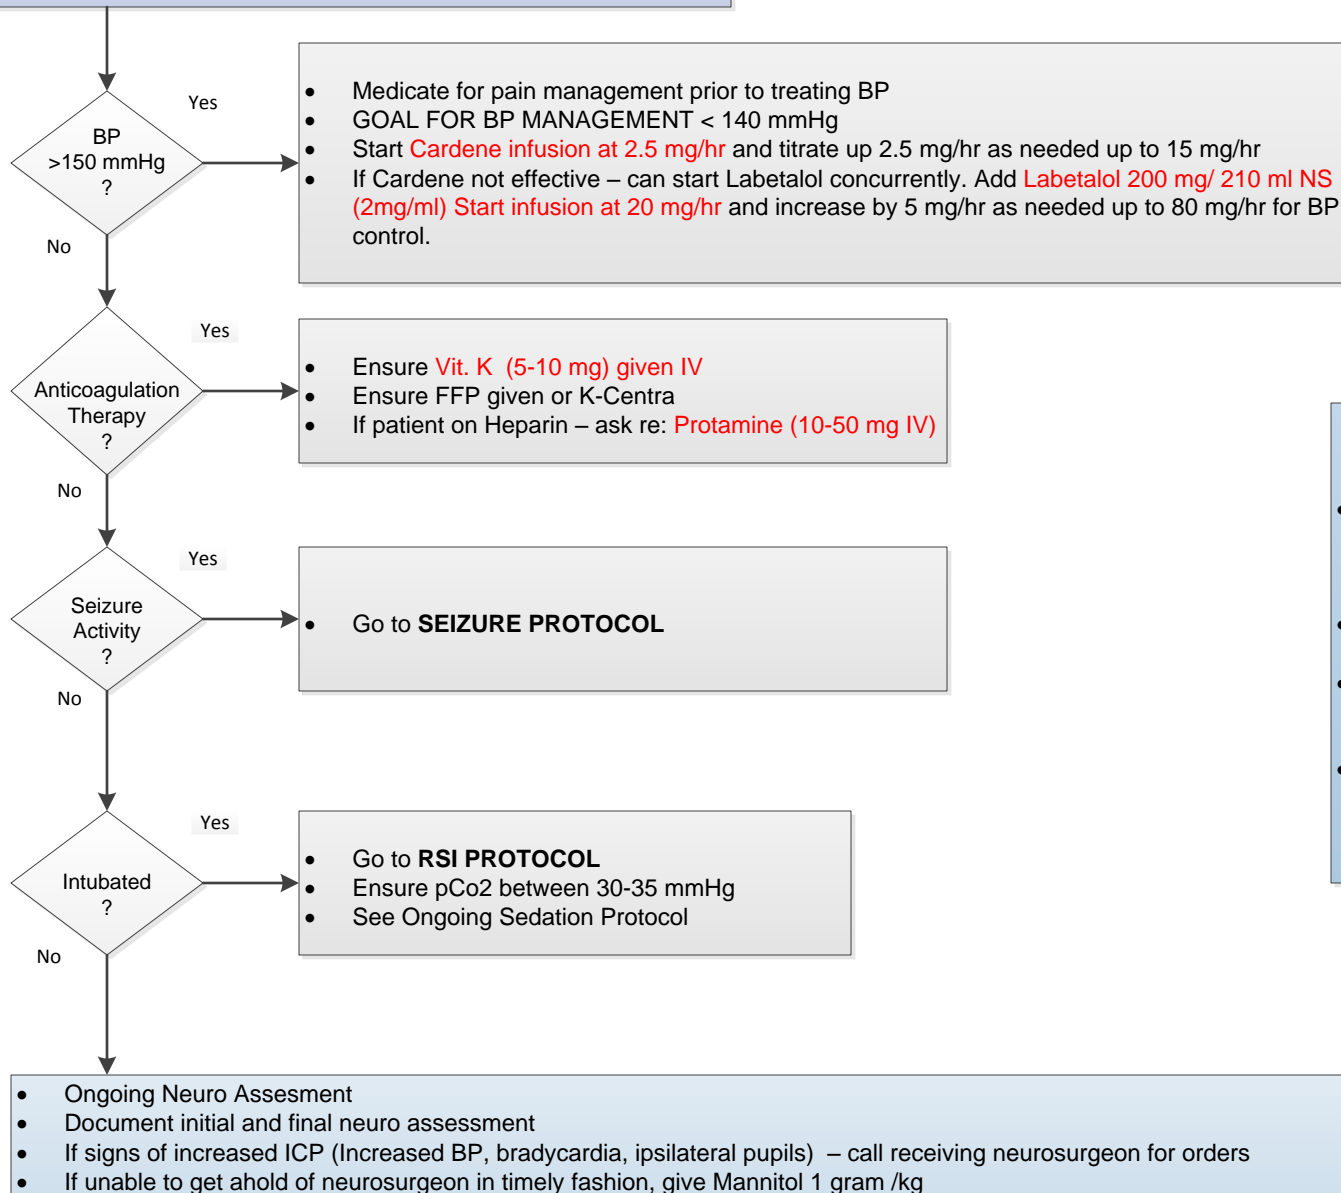 BP
>150 mmHg
?
Yes
No
• Medicate for pain management prior to treating BP
• GOAL FOR BP MANAGEMENT < 140 mmHg
• Start Cardene infusion at 2.5 mg/hr and titrate up 2.5 mg/hr as needed up to 15 mg/hr
• If Cardene not effective – can start Labetalol concurrently. Add Labetalol 200 mg/ 210 ml NS
(2mg/ml) Start infusion at 20 mg/hr and increase by 5 mg/hr as needed up to 80 mg/hr for BP
control.
Anticoagulation
Therapy
?
Yes
No
• Ensure Vit. K (5-10 mg) given IV
• Ensure FFP given or K-Centra
• If patient on Heparin – ask re: Protamine (10-50 mg IV)
Seizure
Activity
?
Yes
No
• Go to SEIZURE PROTOCOL
Intubated
?
Yes
No
• Go to RSI PROTOCOL
• Ensure pCo2 between 30-35 mmHg
• See Ongoing Sedation Protocol
• Ongoing Neuro Assesment
• Document initial and final neuro assessment
• If signs of increased ICP (Increased BP, bradycardia, ipsilateral pupils) – call receiving neurosurgeon for orders
• If unable to get ahold of neurosurgeon in timely fashion, give Mannitol 1 gram /kg